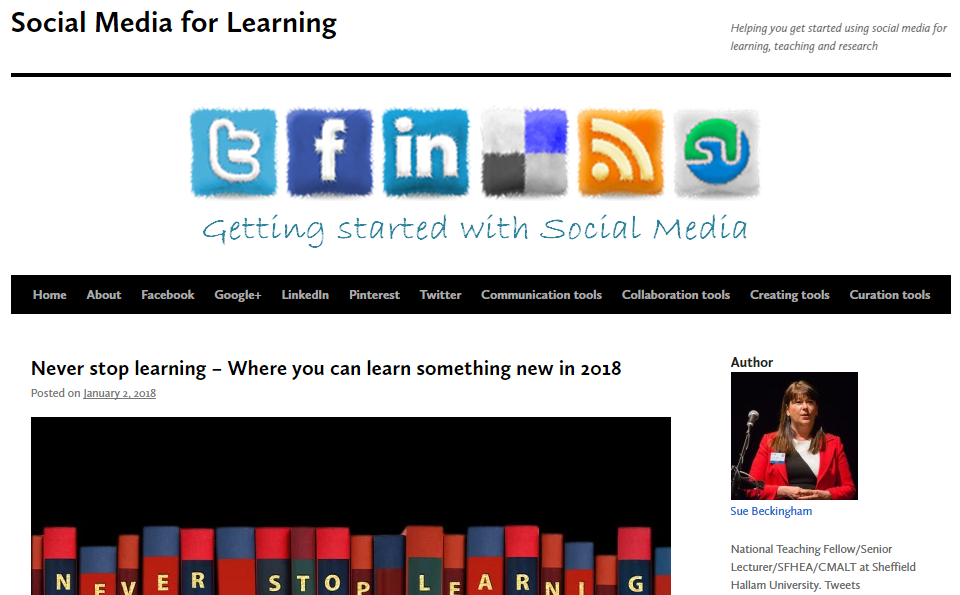 Social Media for Learning
Helping you get started using social media for
learning, teaching and research
t f in SU
Getting started with Social Media
Home About Facebook Google+ LinkedIn Pinterest Twitter Communication tools Collaboration tools Creating tools Curation tools
Never stop learning – Where you can learn something new in 2018
Posted on January 2, 2018
NEVER STOP LEARNIG
Author
Sue Beckingham
National Teaching Fellow/Senior
Lecturer/SFHEA/CMALT at Sheffield
Hallam University. Tweets